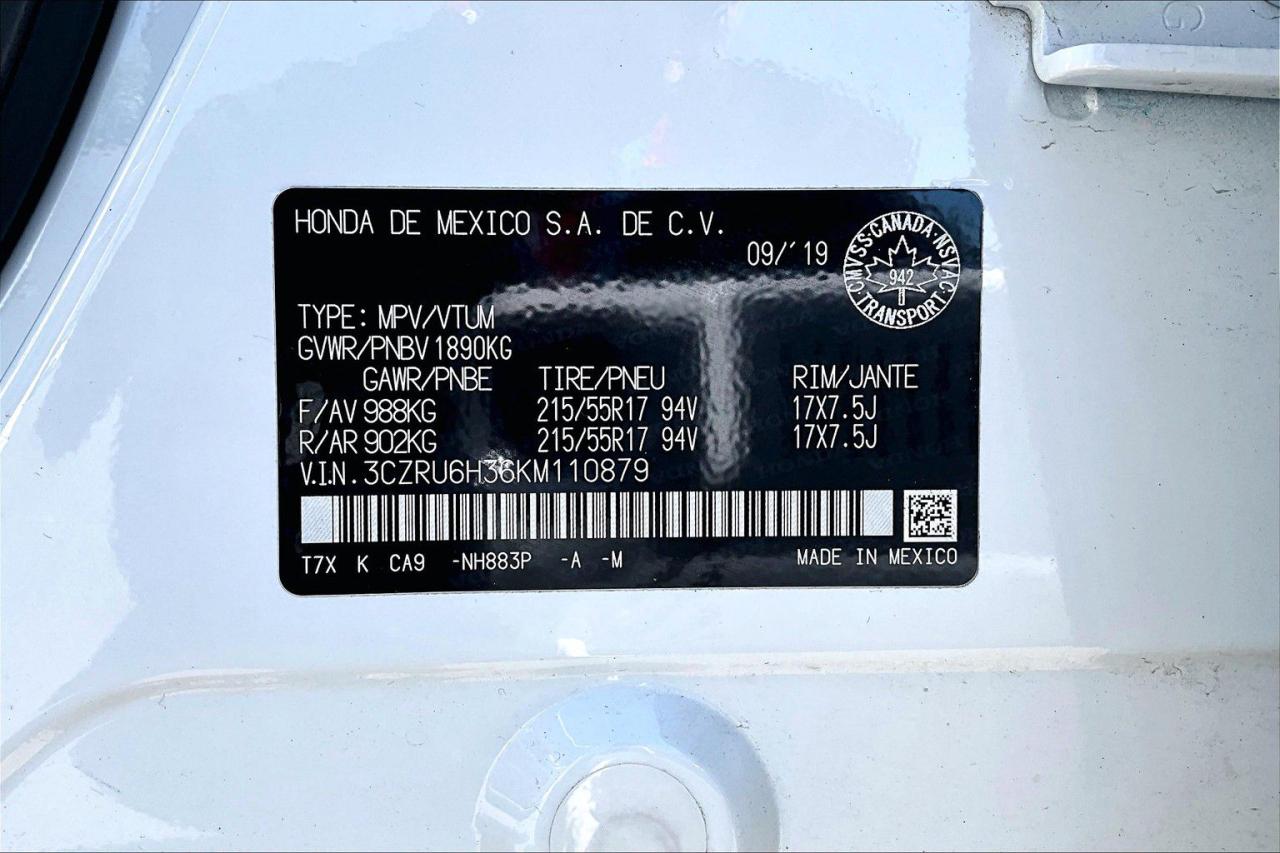 HONDA DE MEXICO S.A. DE C.V.
09/'19
CMVSS·CANADA·NSVAC·TRANSPORT
942
TYPE: MPV/VTUM
GVWR/PNBV 1890KG
GAWR/PNBE TIRE/PNEU RIM/JANTE
F/AV 988KG 215/55R17 94V 17X7.5J
R/AR 902KG 215/55R17 94V 17X7.5J
V.I.N. 3CZRU6H36KM110879
T7X K CA9 -NH883P -A -M MADE IN MEXICO